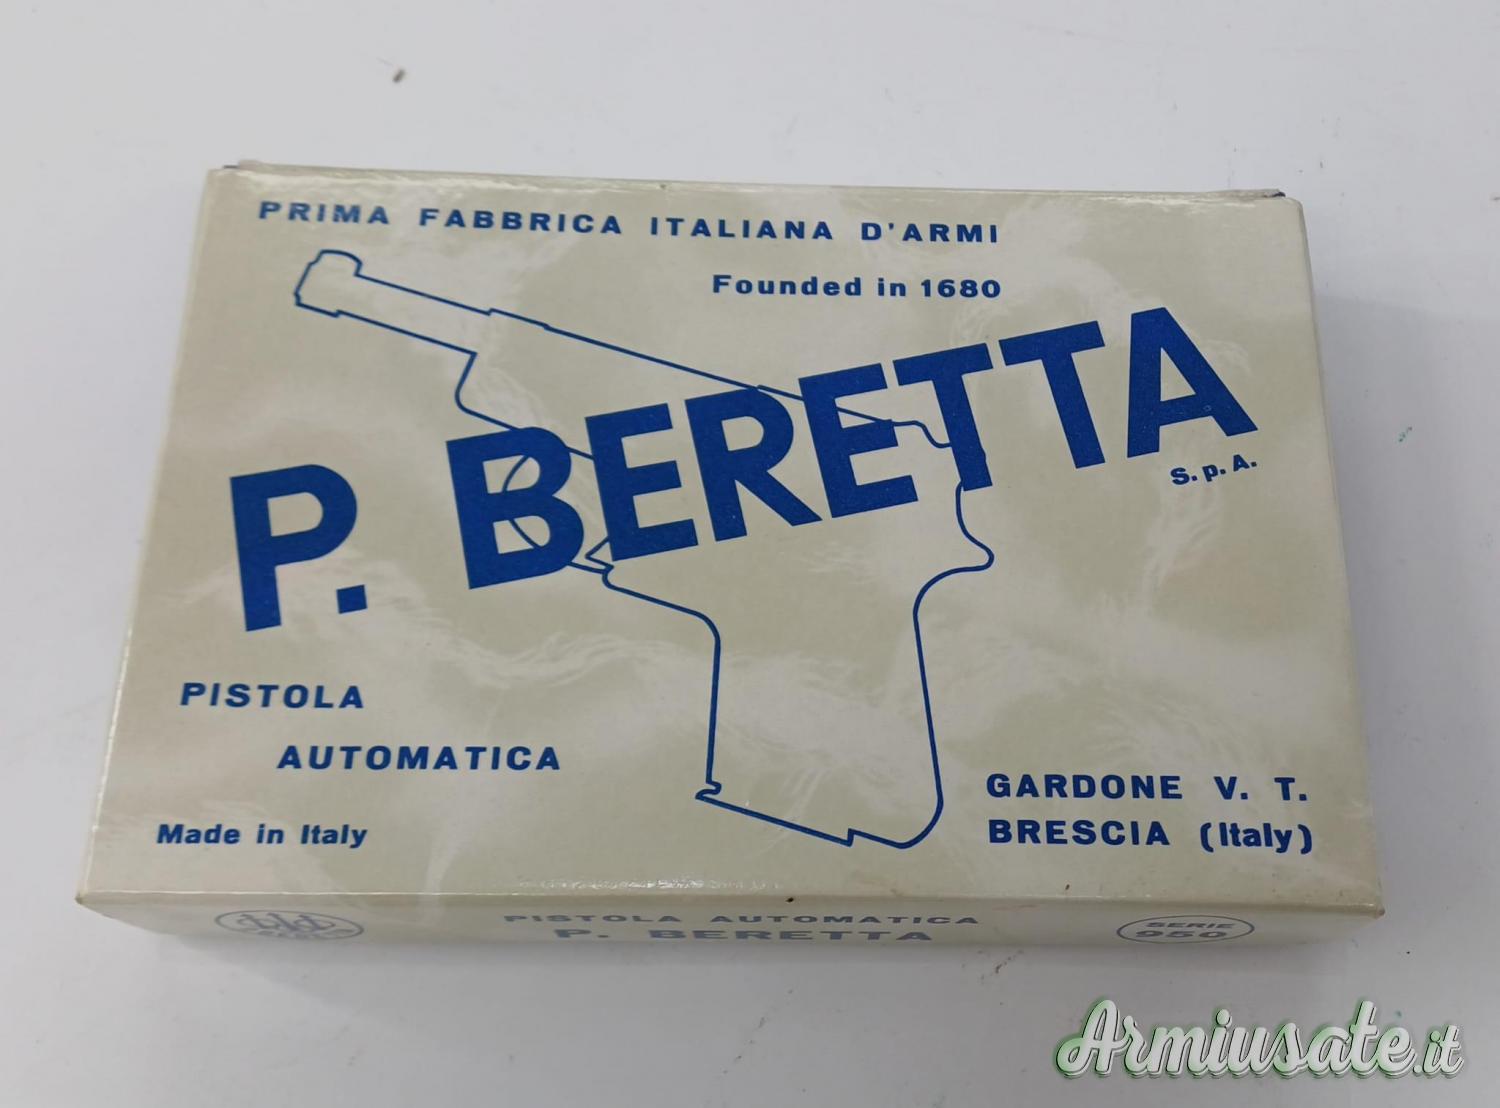 PRIMA FABBRICA ITALIANA D'ARMI
Founded in 1680
P. BERETTA
S.p.A.
PISTOLA
AUTOMATICA
Made in Italy
GARDONE V. T.
BRESCIA (Italy)
PISTOLA AUTOMATICA
P. BERETTA
SERIE
950
Armiusate.it